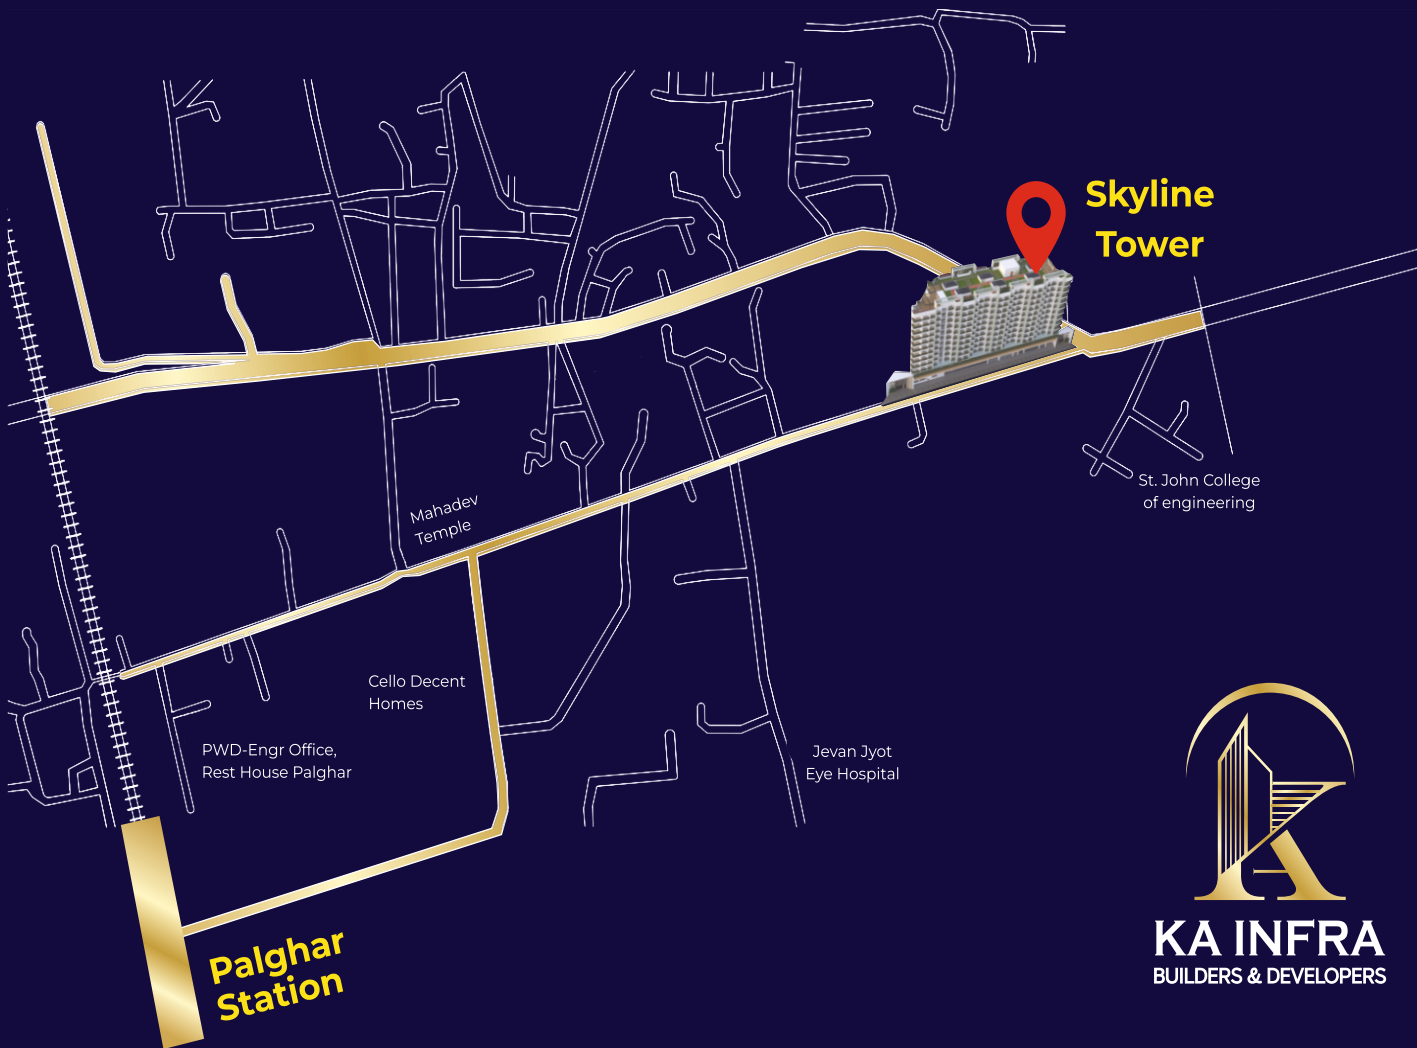 Skyline
Tower
St. John College
of engineering
Mahadev
Temple
Cello Decent
Homes
PWD-Engr Office,
Rest House Palghar
Jevan Jyot
Eye Hospital
Palghar
Station
KA INFRA
BUILDERS & DEVELOPERS